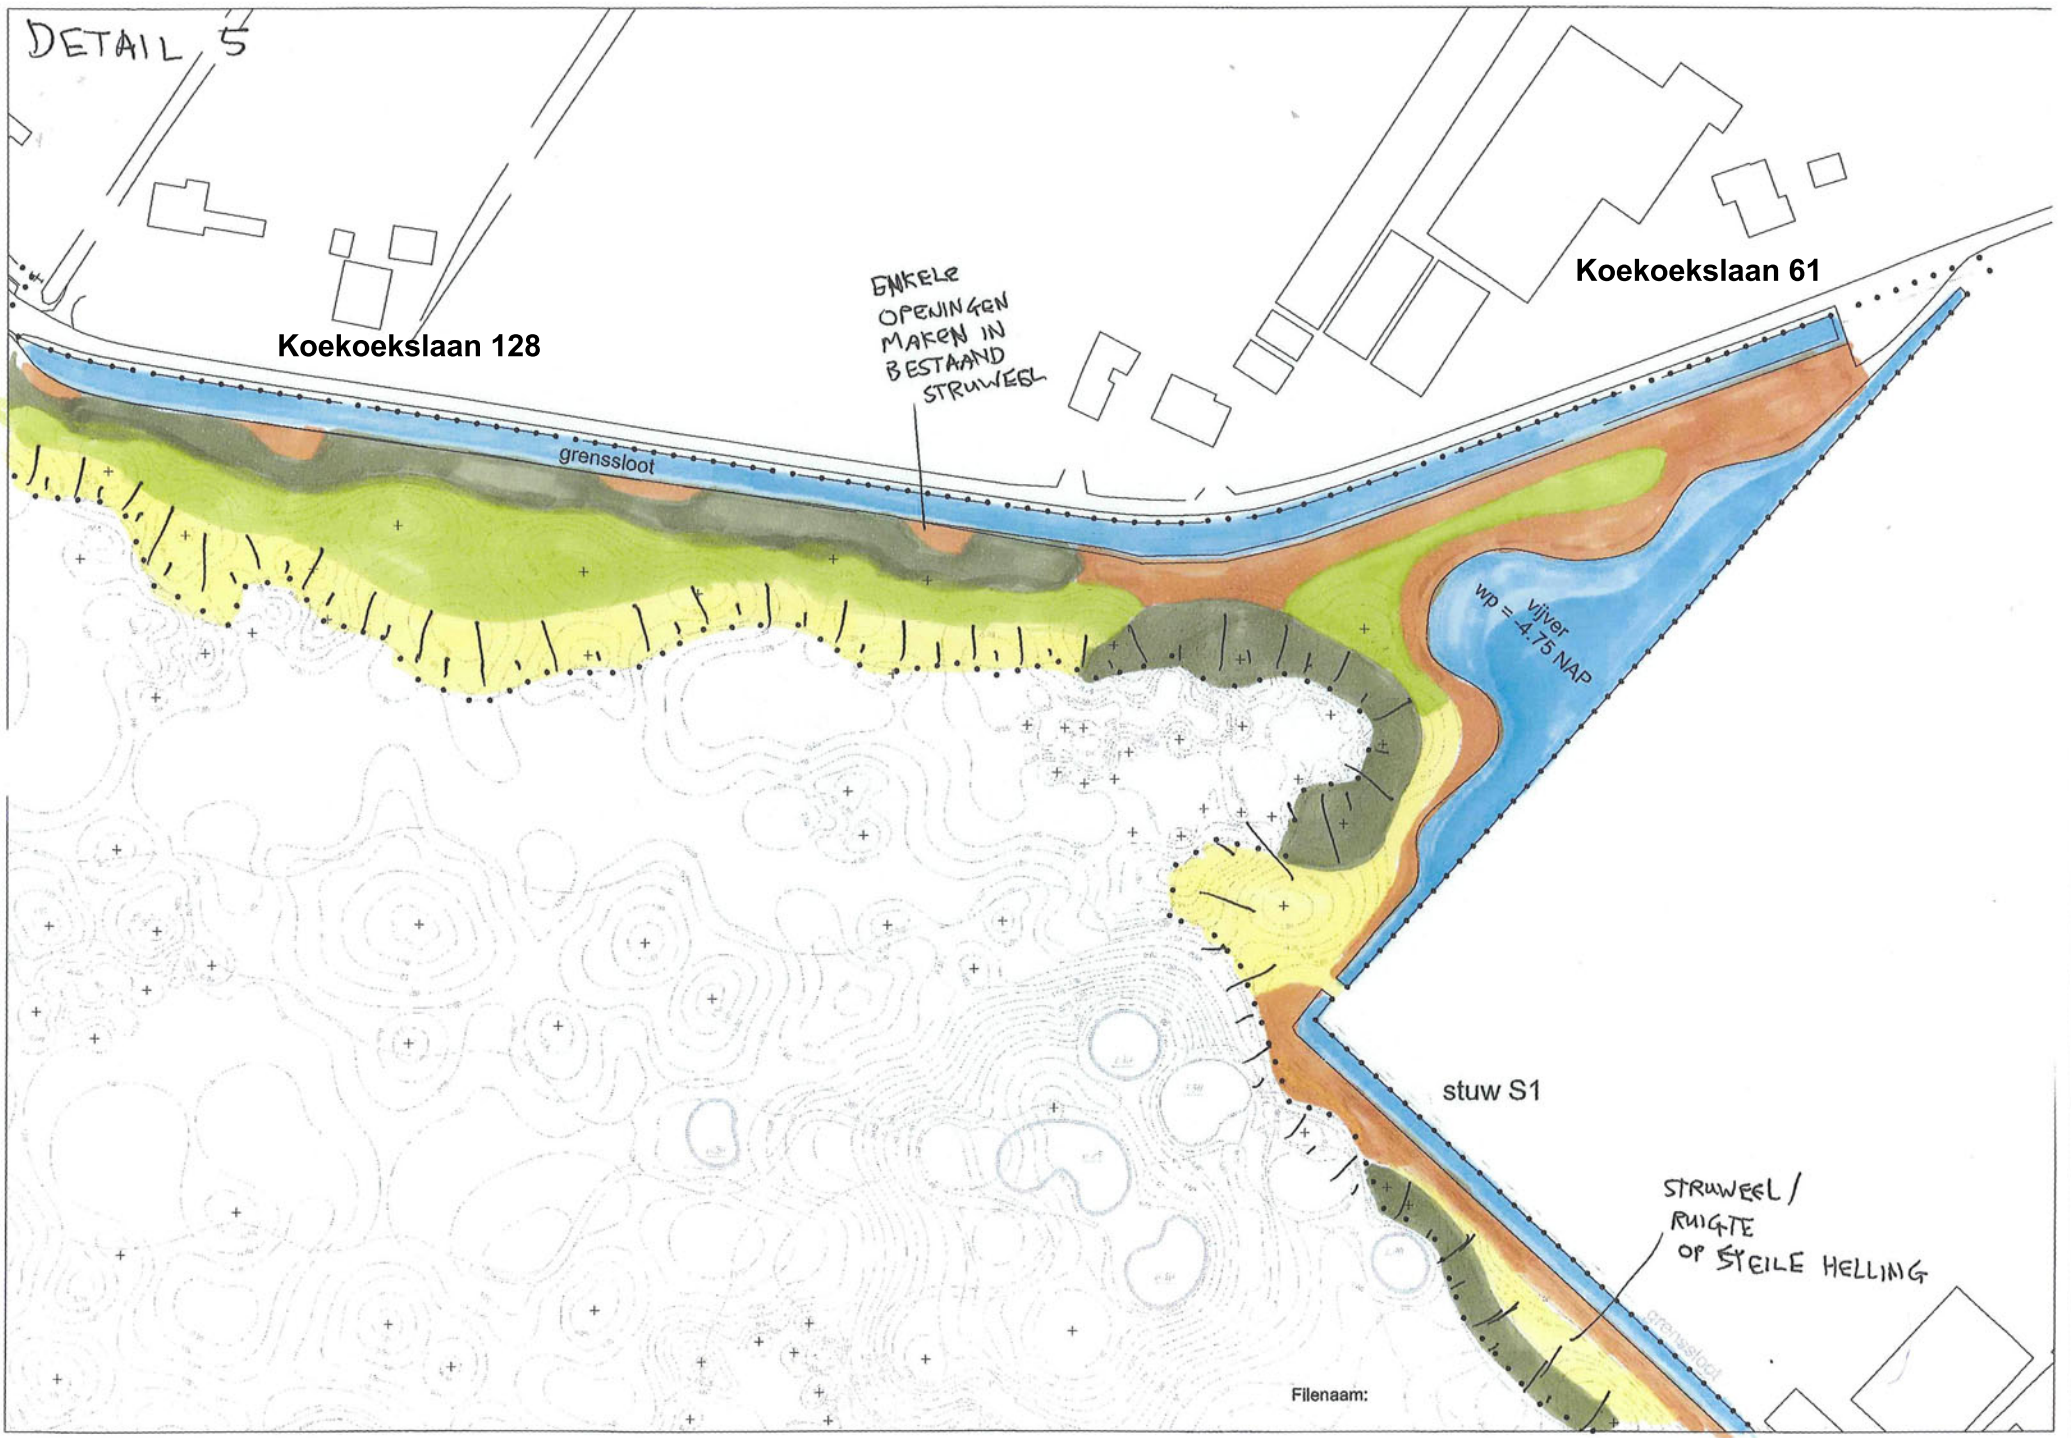 DETAIL 5
Koekoekslaan 128
ENKELE
OPENINGEN
MAKEN IN
BESTAAND
STRUWEEL
Koekoekslaan 61
grenssloot
vijver
wp = -4.75 NAP
stuw S1
STRUWEEL/
RUIGTE
OP STEILE HELLING
grenssloot
Filenaam: